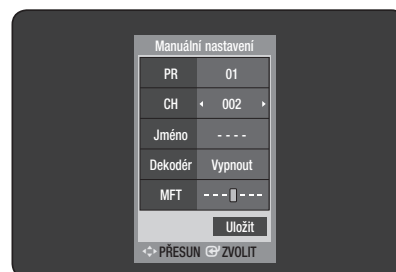 Manuální nastavení
PR 01
CH 002
Jméno - - - -
Dekodér Vypnout
MFT
Uložit
PŘESUN ZVOLIT